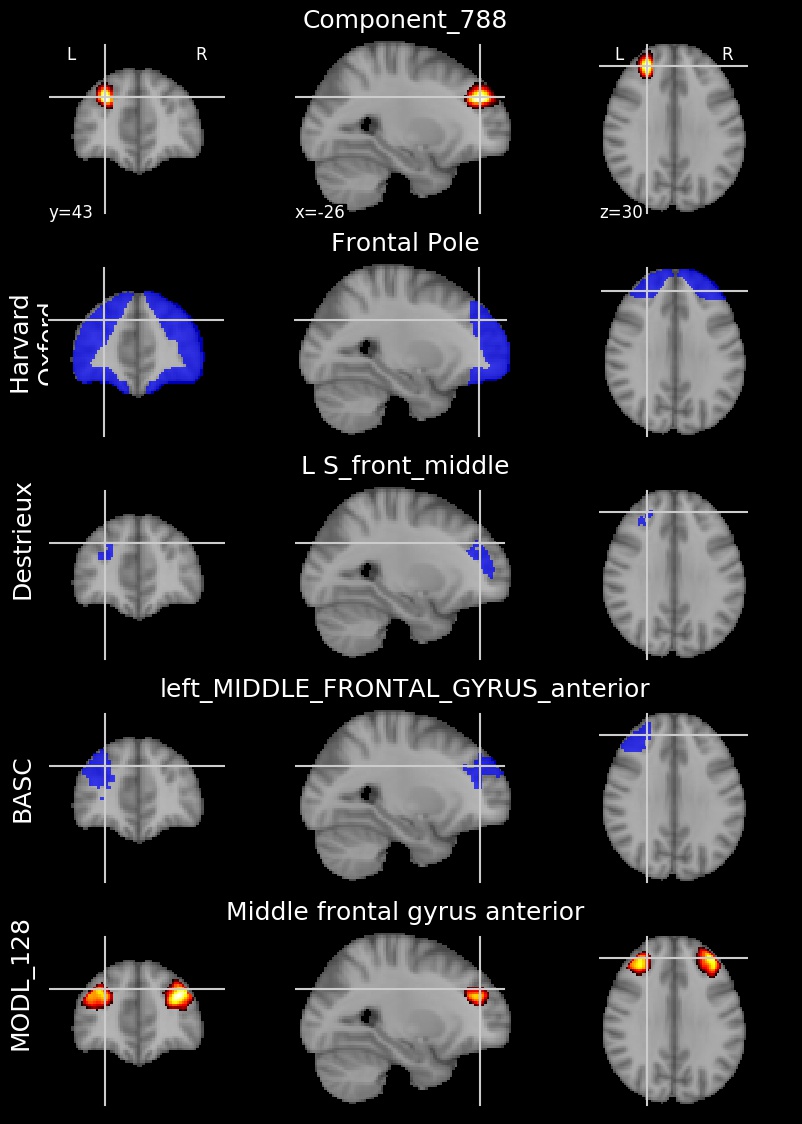 Component_788
L R L R
y=43 x=-26 z=30
Frontal Pole
Harvard
L S_front_middle
Destrieux
left_MIDDLE_FRONTAL_GYRUS_anterior
BASC
Middle frontal gyrus anterior
MODL_128